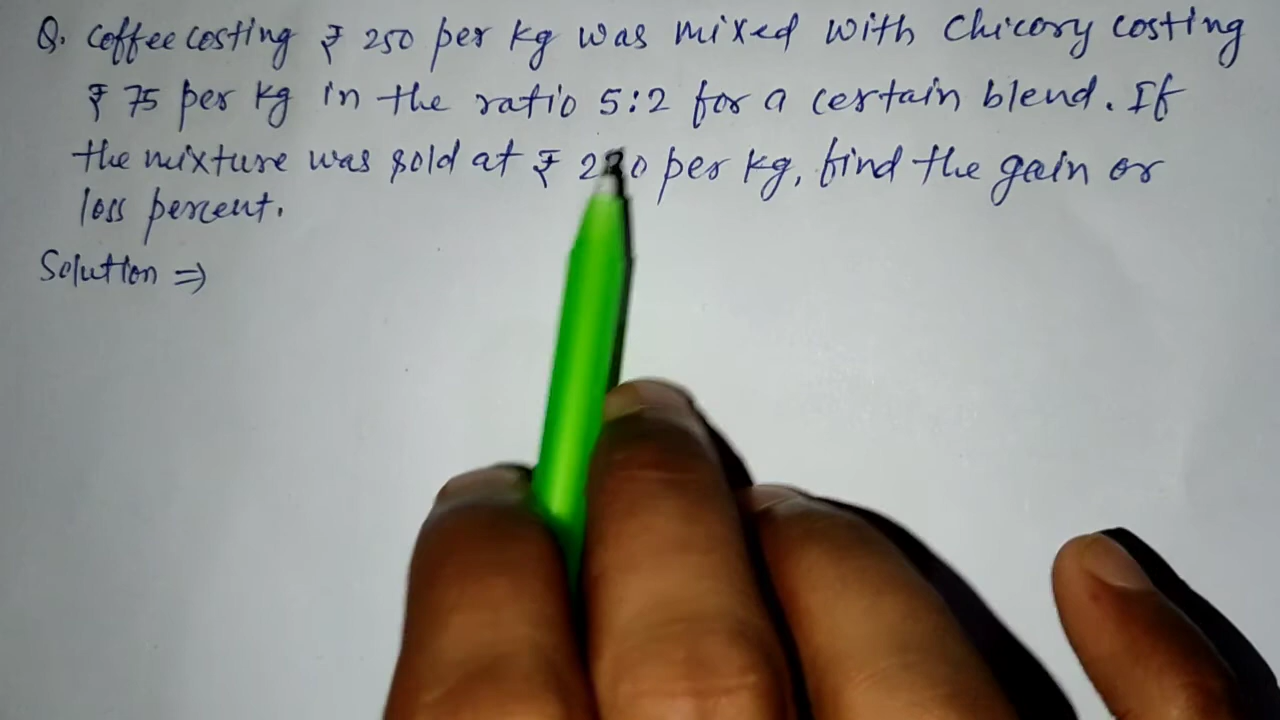 Q. Coffee costing ₹ 250 per kg was mixed with Chicory costing
₹ 75 per kg in the ratio 5:2 for a certain blend. If
the mixture was sold at ₹ per kg, find the gain or
loss percent.
Solution ⇒